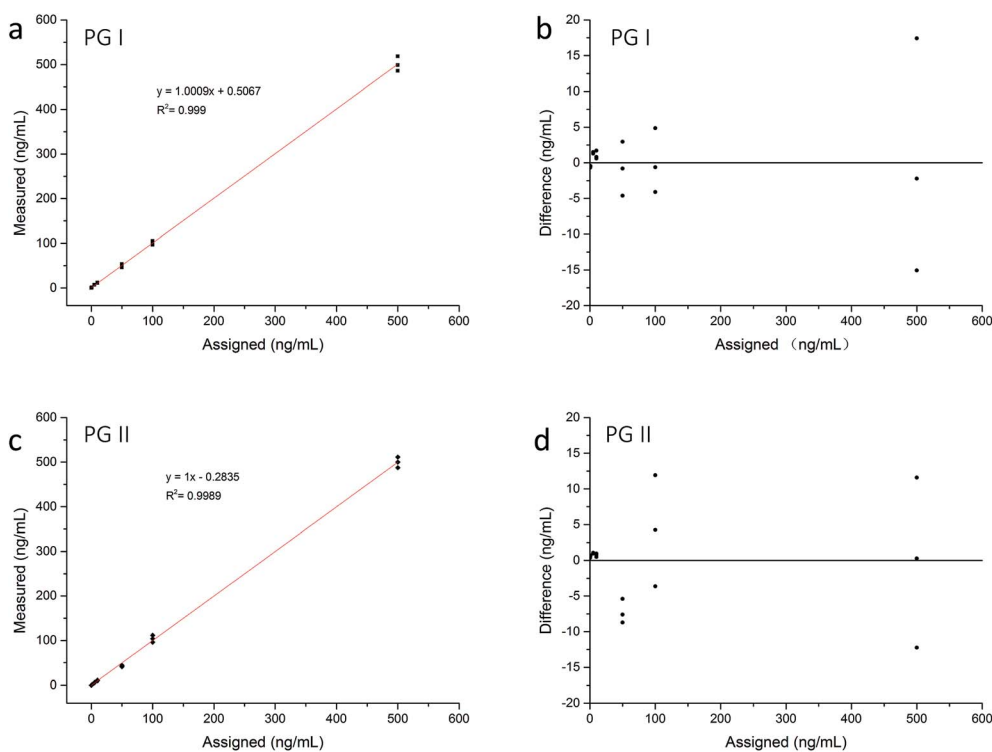 a
PG I
600
500
400
300
200
100
0
Measured (ng/mL)
y = 1.0009x + 0.5067
R²= 0.999
0 100 200 300 400 500 600
Assigned (ng/mL)
b
PG I
20
15
10
5
0
-5
-10
-15
-20
Difference (ng/mL)
0 100 200 300 400 500 600
Assigned （ng/mL）
c
PG II
600
500
400
300
200
100
0
Measured (ng/mL)
y = 1x - 0.2835
R²= 0.9989
0 100 200 300 400 500 600
Assigned (ng/mL)
d
PG II
20
15
10
5
0
-5
-10
-15
-20
Difference (ng/mL)
0 100 200 300 400 500 600
Assigned (ng/mL)